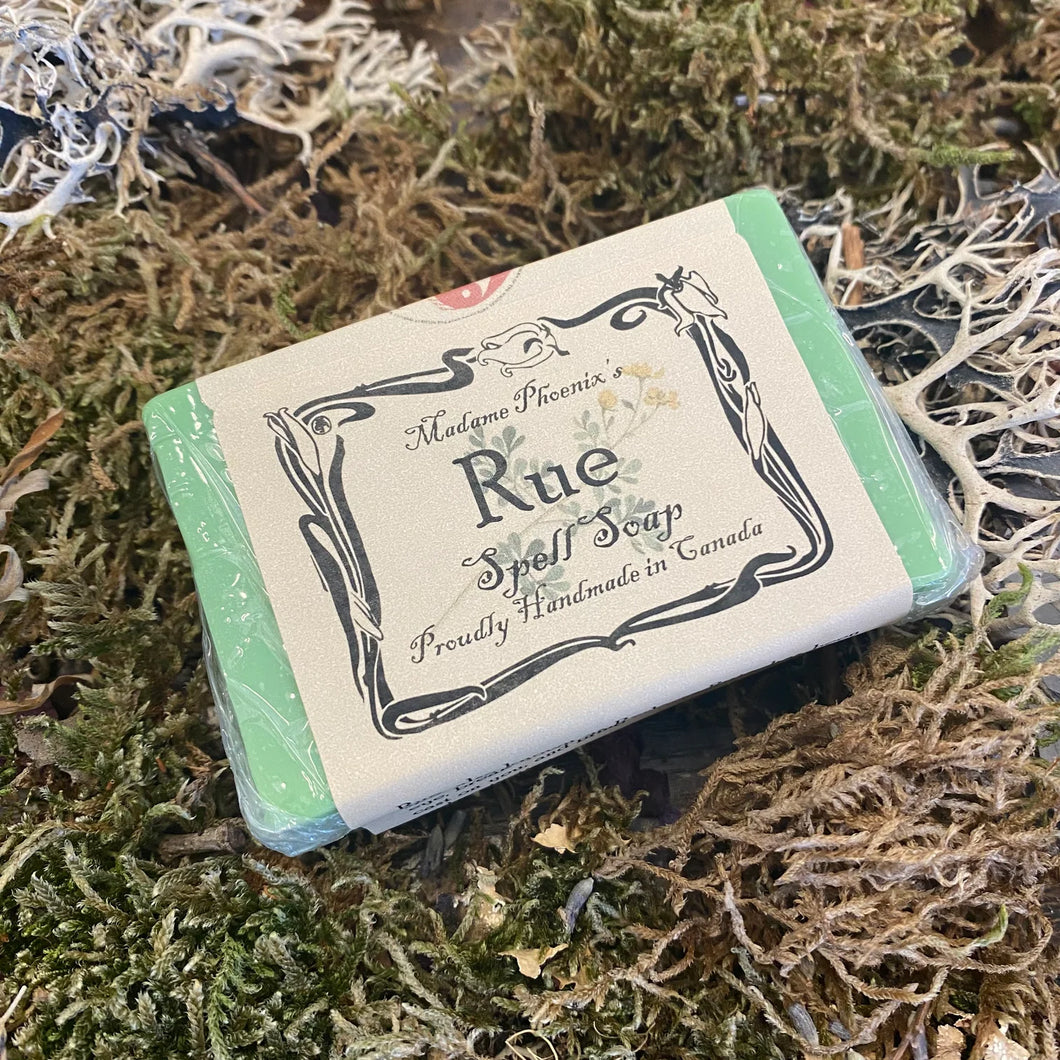 Madame Phoenix's
Rue
Spell Soap
Proudly Handmade in Canada